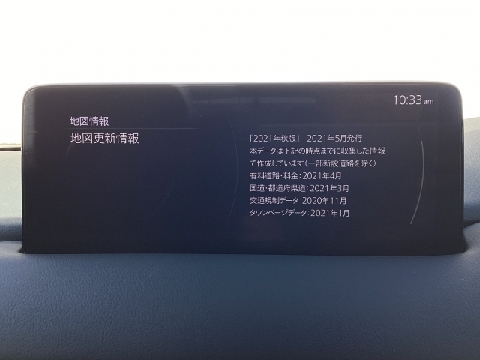 10:33 am
地図情報
地図更新情報
「2021年秋版」 2021年5月発行
本データは下記の時点までに収集した情報
で作成しています(一部新設道路を除く)
有料道路・料金：2021年4月
国道・都道府県道：2021年3月
交通規制データ：2020年11月
タウンページデータ：2021年1月